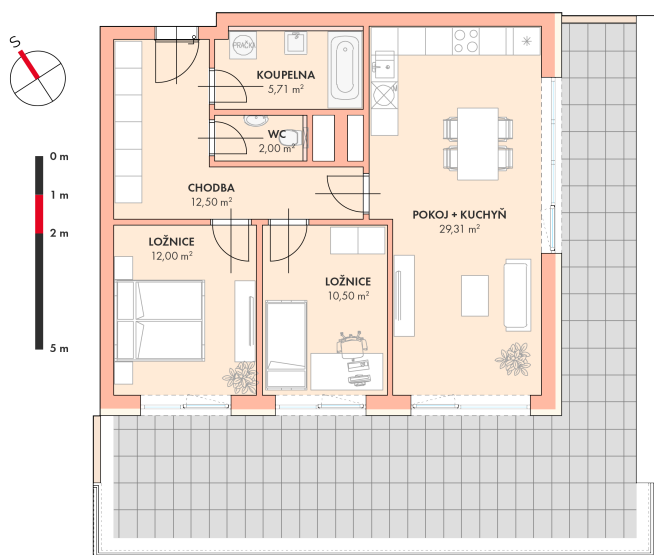 S
0 m
1 m
2 m
5 m
PRAČKA
KOUPELNA
5,71 m²
WC
2,00 m²
CHODBA
12,50 m²
POKOJ + KUCHYŇ
29,31 m²
LOŽNICE
12,00 m²
LOŽNICE
10,50 m²